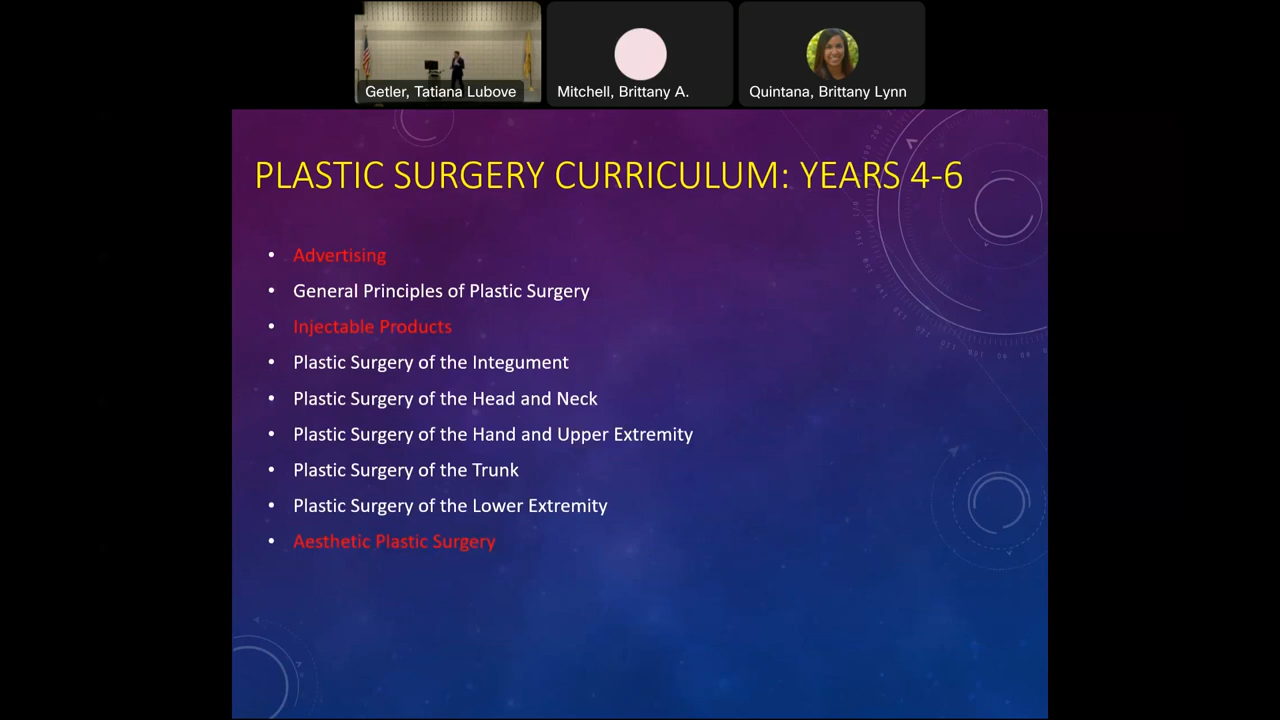 Getler, Tatiana Lubove
Mitchell, Brittany A.
Quintana, Brittany Lynn
PLASTIC SURGERY CURRICULUM: YEARS 4-6
• Advertising
• General Principles of Plastic Surgery
• Injectable Products
• Plastic Surgery of the Integument
• Plastic Surgery of the Head and Neck
• Plastic Surgery of the Hand and Upper Extremity
• Plastic Surgery of the Trunk
• Plastic Surgery of the Lower Extremity
• Aesthetic Plastic Surgery